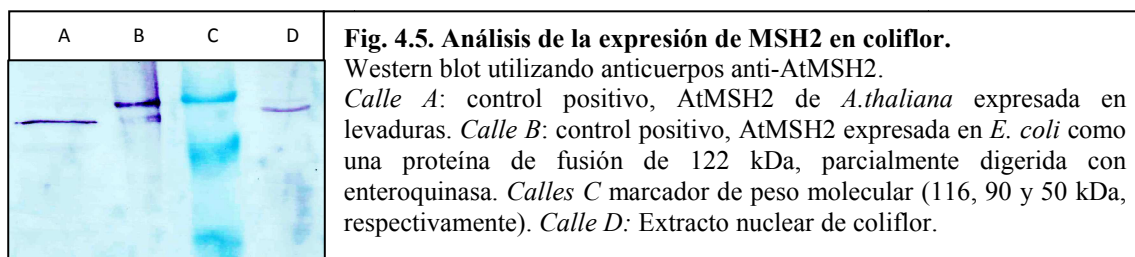 A B C D
Fig. 4.5. Análisis de la expresión de MSH2 en coliflor.
Western blot utilizando anticuerpos anti-AtMSH2.
Calle A: control positivo, AtMSH2 de A.thaliana expresada en
levaduras. Calle B: control positivo, AtMSH2 expresada en E. coli como
una proteína de fusión de 122 kDa, parcialmente digerida con
enteroquinasa. Calles C marcador de peso molecular (116, 90 y 50 kDa,
respectivamente). Calle D: Extracto nuclear de coliflor.